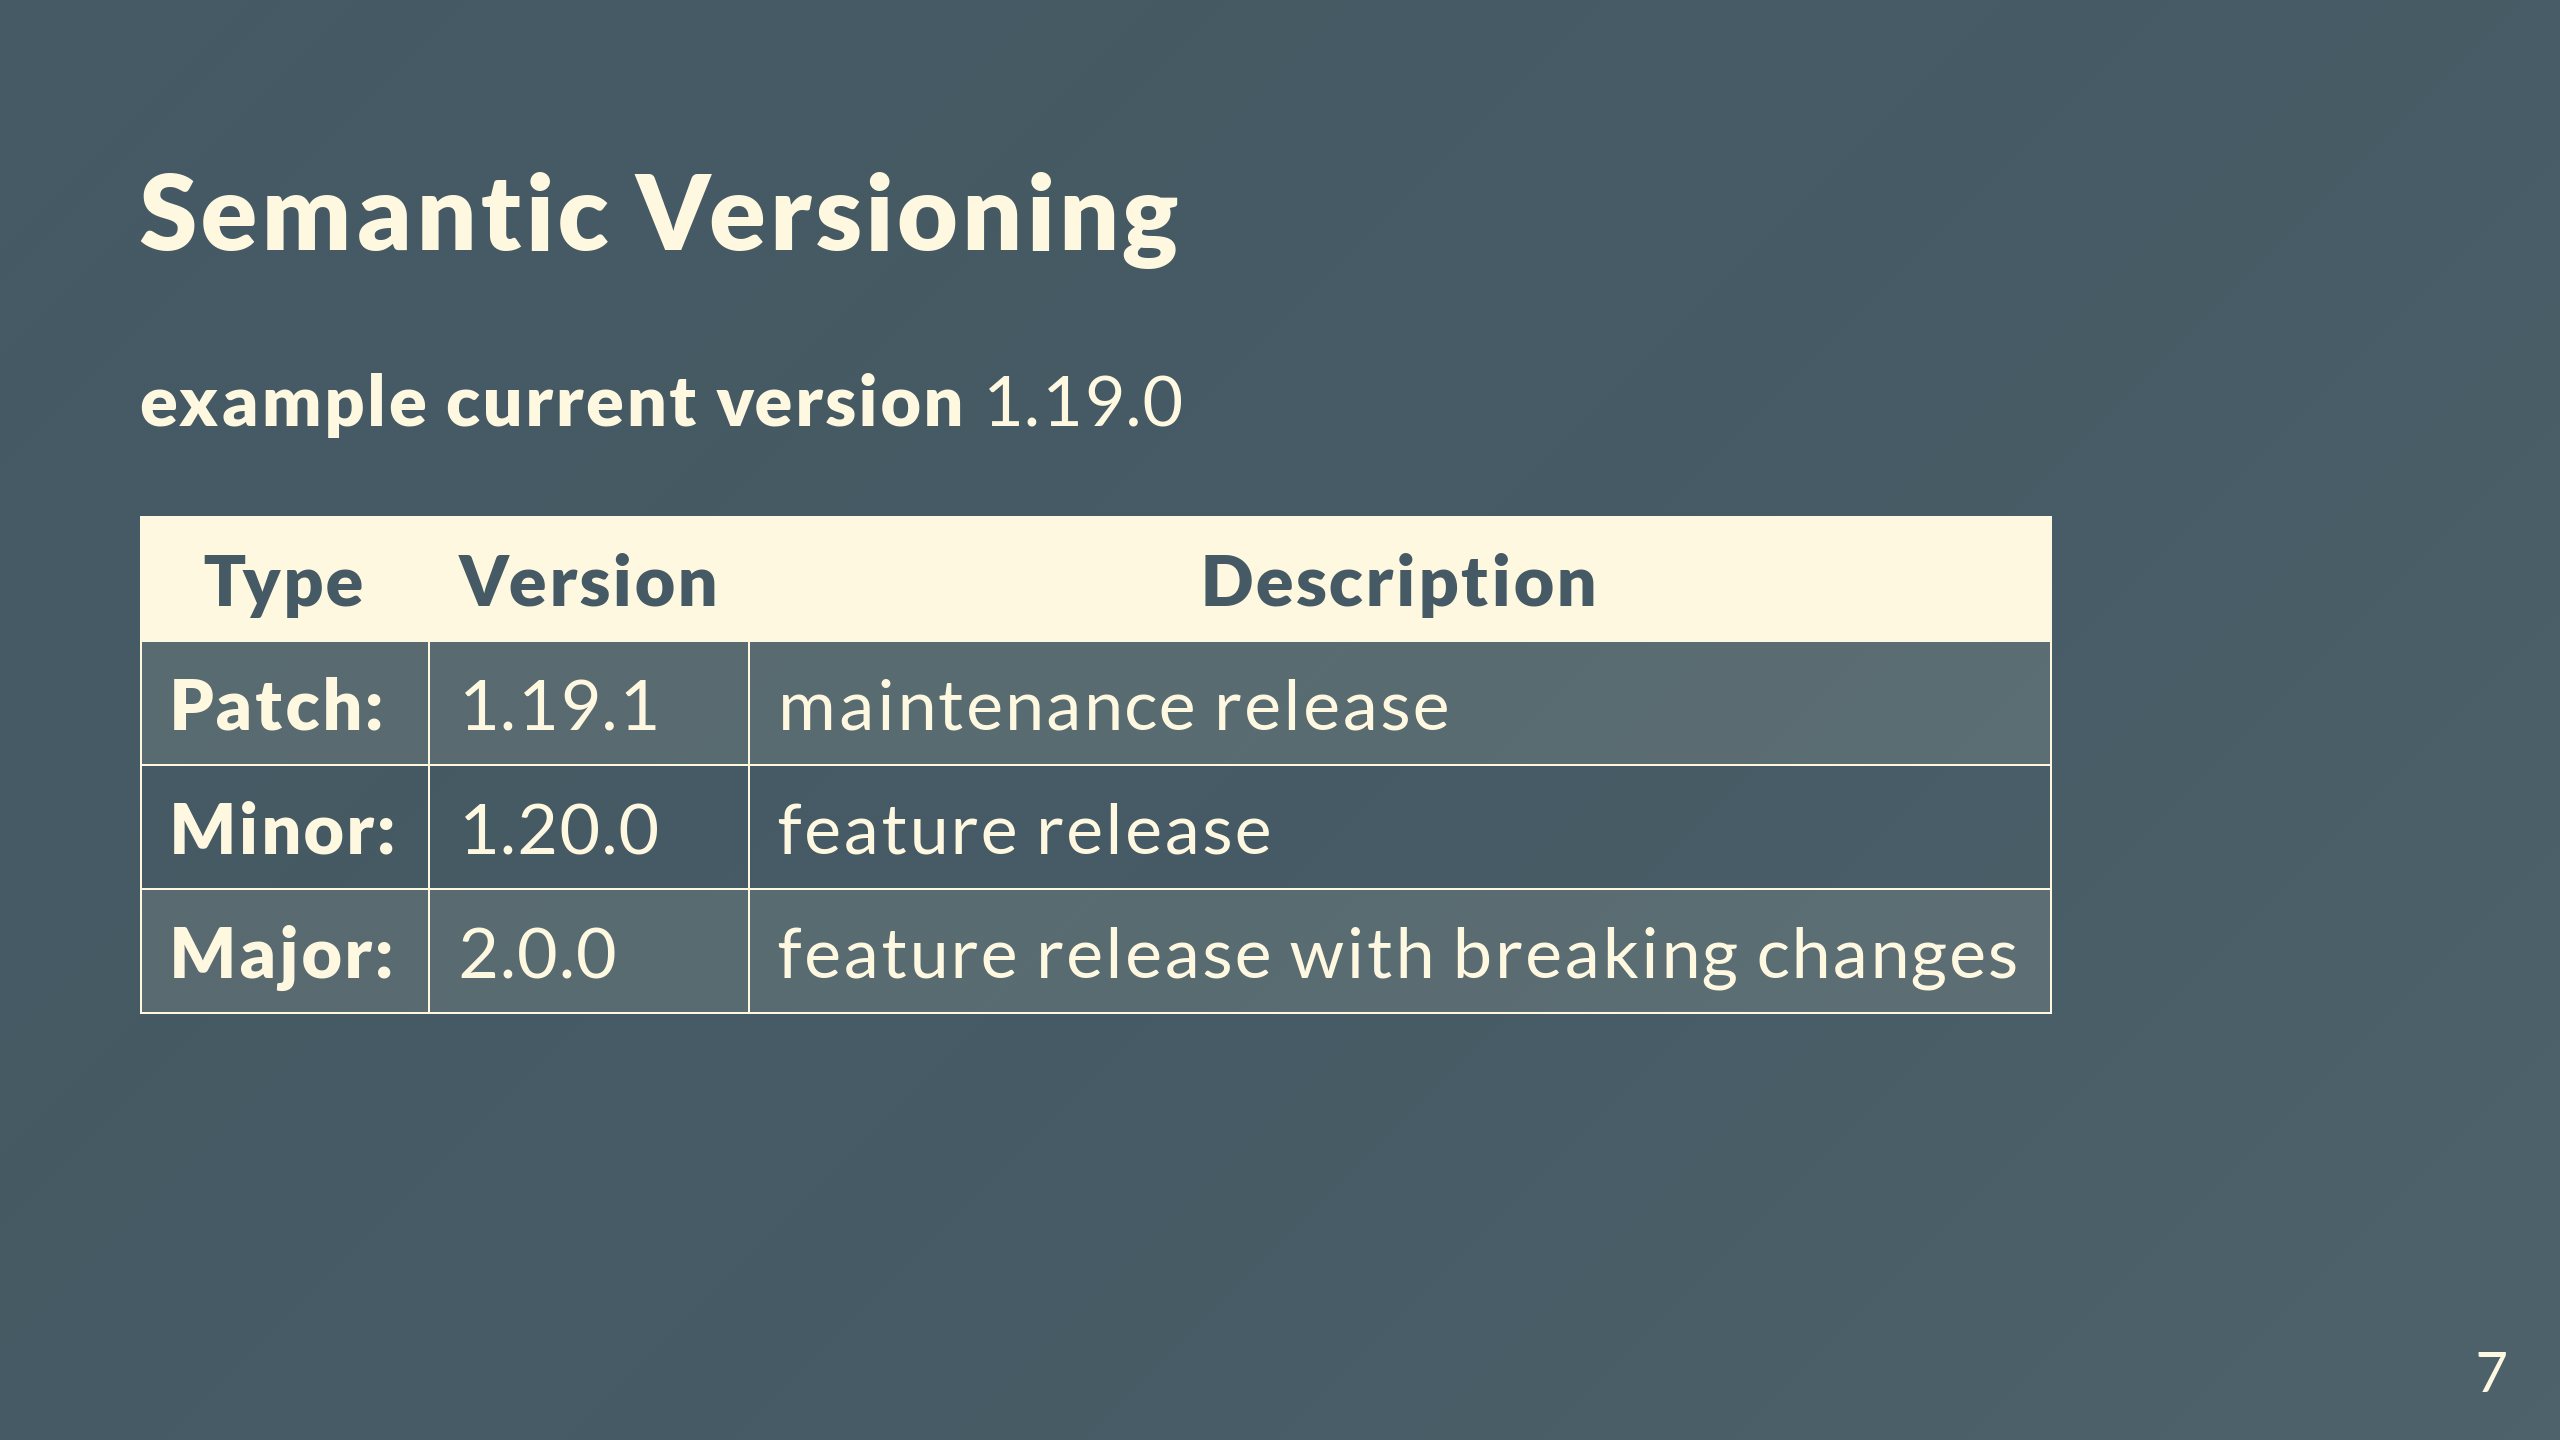 Semantic Versioning
example current version 1.19.0
Type Version Description
Patch: 1.19.1 maintenance release
Minor: 1.20.0 feature release
Major: 2.0.0 feature release with breaking changes
7